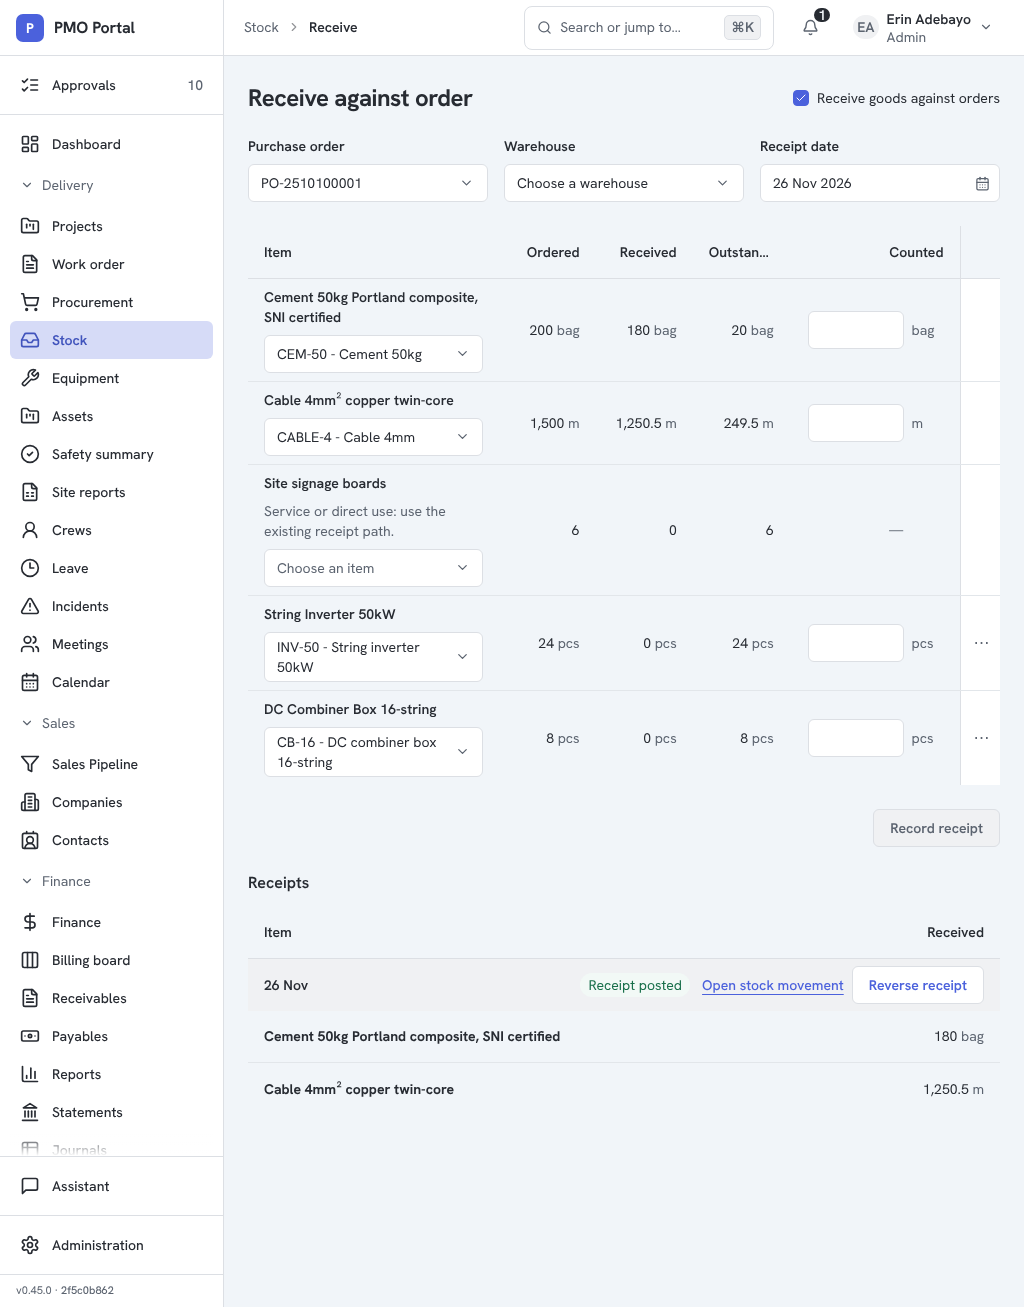 P PMO Portal
Stock > Receive
Search or jump to... ⌘K
1
EA
Erin Adebayo
Admin
Approvals 10
Dashboard
Delivery
Projects
Work order
Procurement
Stock
Equipment
Assets
Safety summary
Site reports
Crews
Leave
Incidents
Meetings
Calendar
Sales
Sales Pipeline
Companies
Contacts
Finance
Finance
Billing board
Receivables
Payables
Reports
Statements
Journals
Assistant
Administration
v0.45.0 · 2f5c0b862
Receive against order
Receive goods against orders
Purchase order Warehouse Receipt date
PO-2510100001 Choose a warehouse 26 Nov 2026
Item Ordered Received Outstan... Counted
Cement 50kg Portland composite,
SNI certified
CEM-50 - Cement 50kg
200 bag 180 bag 20 bag bag
Cable 4mm² copper twin-core
CABLE-4 - Cable 4mm
1,500 m 1,250.5 m 249.5 m m
Site signage boards
Service or direct use: use the
existing receipt path.
Choose an item
6 0 6 —
String Inverter 50kW
INV-50 - String inverter
50kW
24 pcs 0 pcs 24 pcs pcs ...
DC Combiner Box 16-string
CB-16 - DC combiner box
16-string
8 pcs 0 pcs 8 pcs pcs ...
Record receipt
Receipts
Item Received
26 Nov Receipt posted Open stock movement Reverse receipt
Cement 50kg Portland composite, SNI certified 180 bag
Cable 4mm² copper twin-core 1,250.5 m